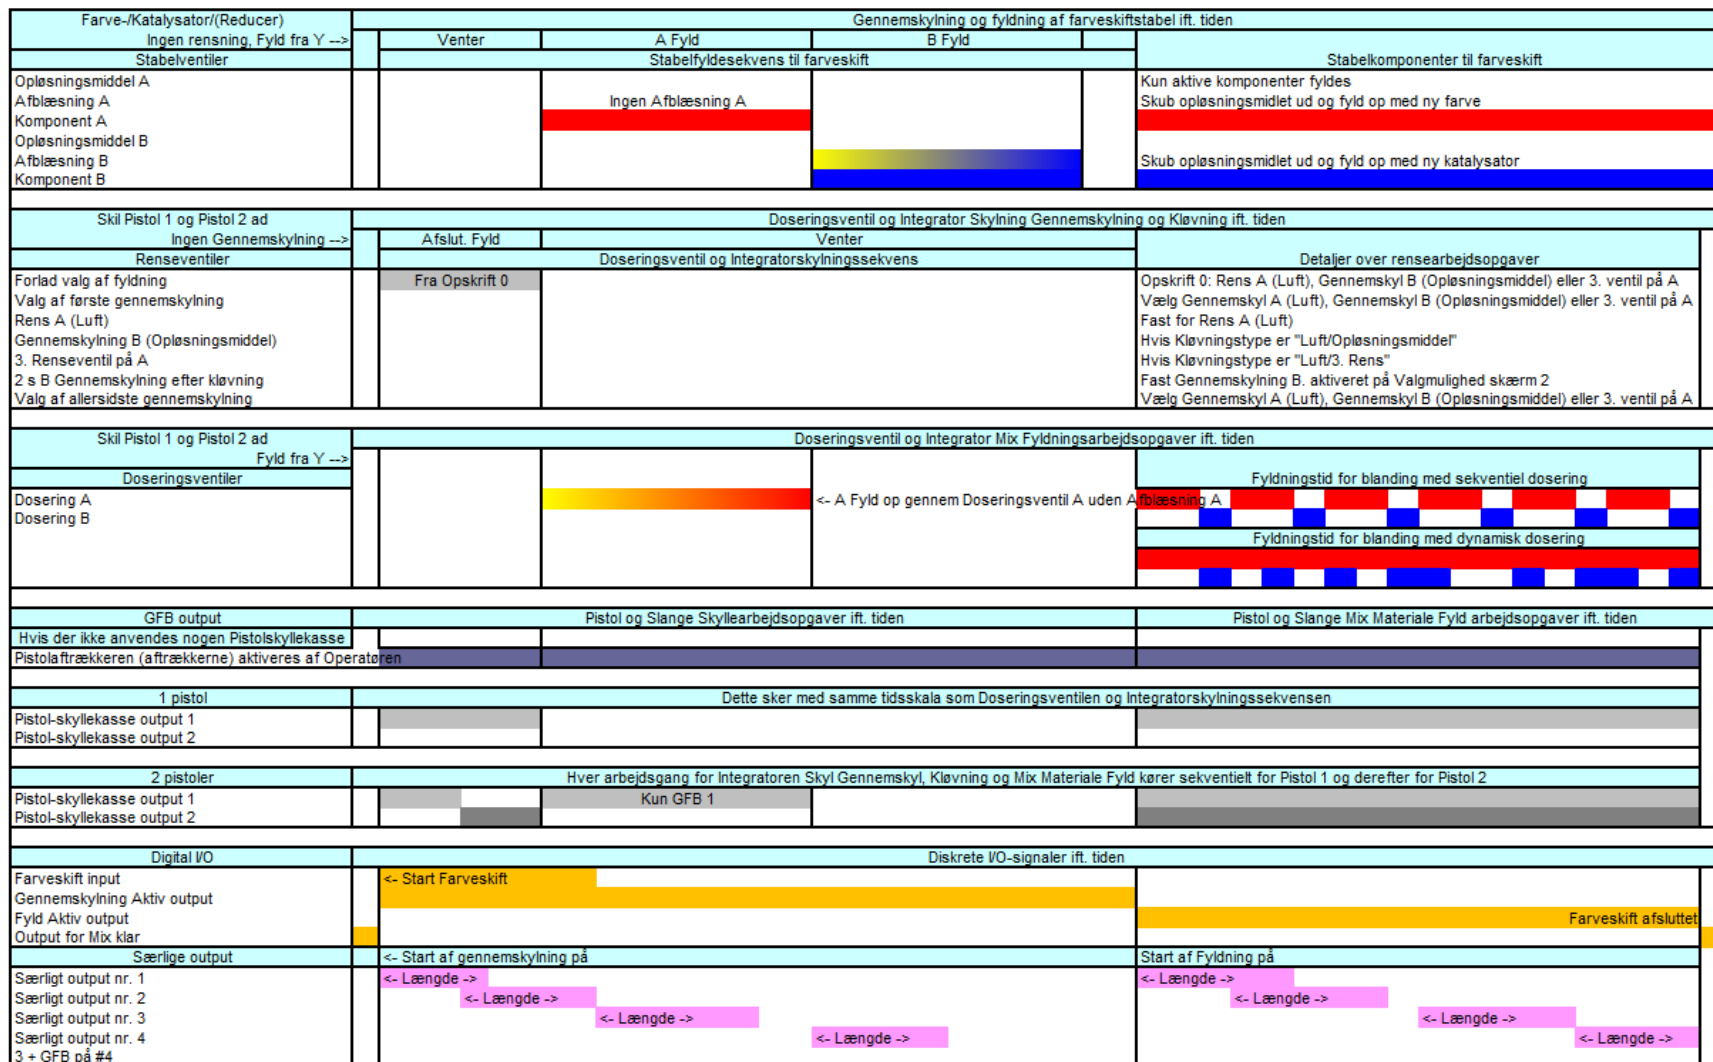 Farve-/Katalysator/(Reducer) Gennemskylning og fyldning af farveskiftstabel ift. tiden
Ingen rensning, Fyld fra Y --> Venter A Fyld B Fyld
Stabelventiler Stabelfyldesekvens til farveskift Stabelkomponenter til farveskift
Opløsningsmiddel A Kun aktive komponenter fyldes
Afblæsning A Ingen Afblæsning A Skub opløsningsmidlet ud og fyld op med ny farve
Komponent A
Opløsningsmiddel B
Afblæsning B Skub opløsningsmidlet ud og fyld op med ny katalysator
Komponent B
Skil Pistol 1 og Pistol 2 ad Doseringsventil og Integrator Skylning Gennemskylning og Kløvning ift. tiden
Ingen Gennemskylning --> Afslut. Fyld Venter
Renseventiler Doseringsventil og Integratorskylningssekvens Detaljer over rensearbejdsopgaver
Forlad valg af fyldning Fra Opskrift 0 Opskrift 0: Rens A (Luft), Gennemskyl B (Opløsningsmiddel) eller 3. ventil på A
Valg af første gennemskylning Vælg Gennemskyl A (Luft), Gennemskyl B (Opløsningsmiddel) eller 3. ventil på A
Rens A (Luft) Fast for Rens A (Luft)
Gennemskylning B (Opløsningsmiddel) Hvis Kløvningstype er "Luft/Opløsningsmiddel"
3. Renseventil på A Hvis Kløvningstype er "Luft/3. Rens"
2 s B Gennemskylning efter kløvning Fast Gennemskylning B. aktiveret på Valgmulighed skærm 2
Valg af allersidste gennemskylning Vælg Gennemskyl A (Luft), Gennemskyl B (Opløsningsmiddel) eller 3. ventil på A
Skil Pistol 1 og Pistol 2 ad Doseringsventil og Integrator Mix Fyldningsarbejdsopgaver ift. tiden
Fyld fra Y -->
Doseringsventiler Fyldningstid for blanding med sekventiel dosering
Dosering A <- A Fyld op gennem Doseringsventil A uden Afblæsning A
Dosering B
Fyldningstid for blanding med dynamisk dosering
GFB output Pistol og Slange Skyllearbejdsopgaver ift. tiden Pistol og Slange Mix Materiale Fyld arbejdsopgaver ift. tiden
Hvis der ikke anvendes nogen Pistolskyllekasse
Pistolaftrækkeren (aftrækkerne) aktiveres af Operatøren
1 pistol Dette sker med samme tidsskala som Doseringsventilen og Integratorskylningssekvensen
Pistol-skyllekasse output 1
Pistol-skyllekasse output 2
2 pistoler Hver arbejdsgang for Integratoren Skyl Gennemskyl, Kløvning og Mix Materiale Fyld kører sekventielt for Pistol 1 og derefter for Pistol 2
Pistol-skyllekasse output 1 Kun GFB 1
Pistol-skyllekasse output 2
Digital I/O Diskrete I/O-signaler ift. tiden
Farveskift input <- Start Farveskift
Gennemskylning Aktiv output
Fyld Aktiv output Farveskift afsluttet
Output for Mix klar
Særlige output <- Start af gennemskylning på Start af Fyldning på
Særligt output nr. 1 <- Længde -> <- Længde ->
Særligt output nr. 2 <- Længde -> <- Længde ->
Særligt output nr. 3 <- Længde -> <- Længde ->
Særligt output nr. 4 <- Længde -> <- Længde ->
3 + GFB på #4